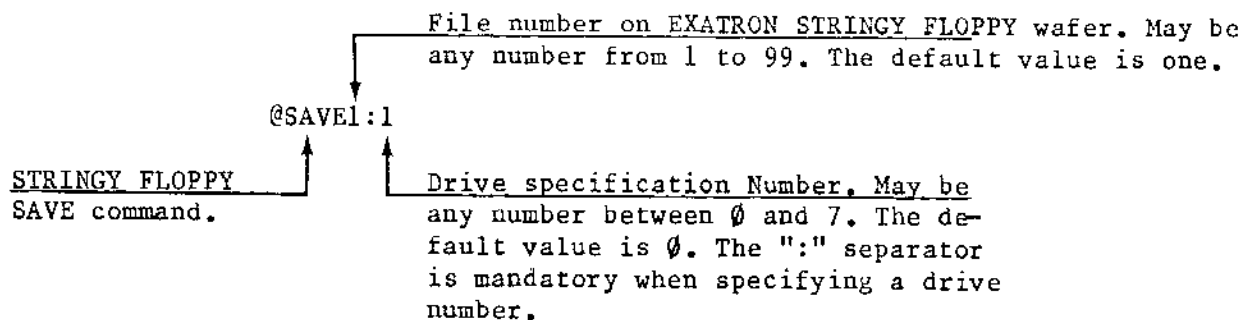 File number on EXATRON STRINGY FLOPPY wafer. May be
any number from 1 to 99. The default value is one.
@SAVE1:1
STRINGY FLOPPY
SAVE command.
Drive specification Number. May be
any number between Ø and 7. The de-
fault value is Ø. The ":" separator
is mandatory when specifying a drive
number.